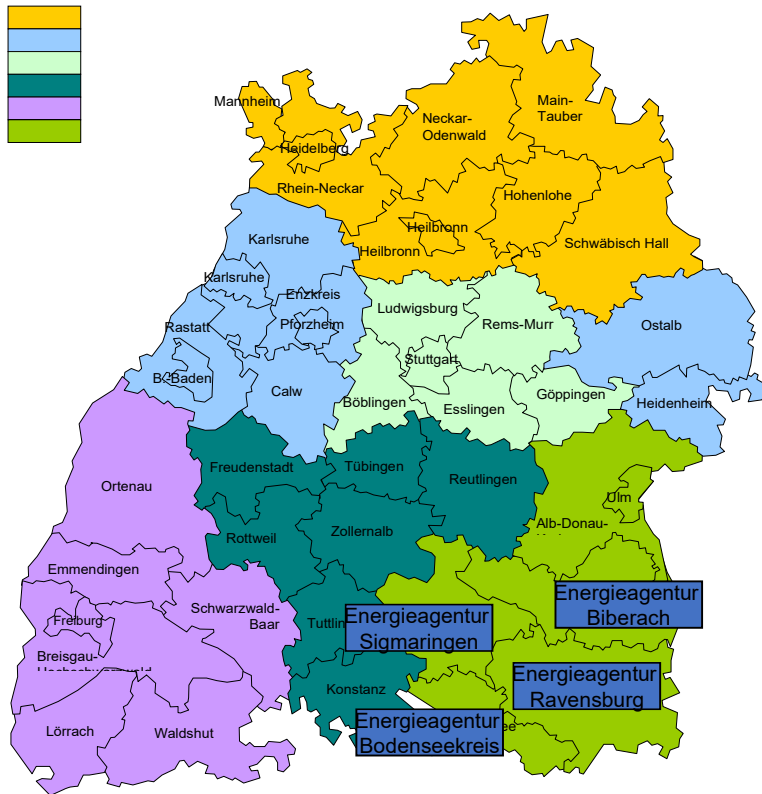 Mannheim
Main-
Tauber
Neckar-
Odenwald
Heidelberg
Rhein-Neckar
Hohenlohe
Heilbronn
Heilbronn
Schwäbisch Hall
Karlsruhe
Karlsruhe
Enzkreis
Ludwigsburg
Rems-Murr
Ostalb
Rastatt
Pforzheim
Stuttgart
B.-Baden
Calw
Böblingen
Esslingen
Göppingen
Heidenheim
Freudenstadt
Tübingen
Reutlingen
Ortenau
Ulm
Rottweil
Zollernalb
Alb-Donau-
Emmendingen
Schwarzwald-
Baar
Energieagentur
Biberach
Freiburg
Tuttlin
Energieagentur
Sigmaringen
Breisgau-
Energieagentur
Ravensburg
Konstanz
Lörrach
Waldshut
Energieagentur
Bodenseekreis
ee